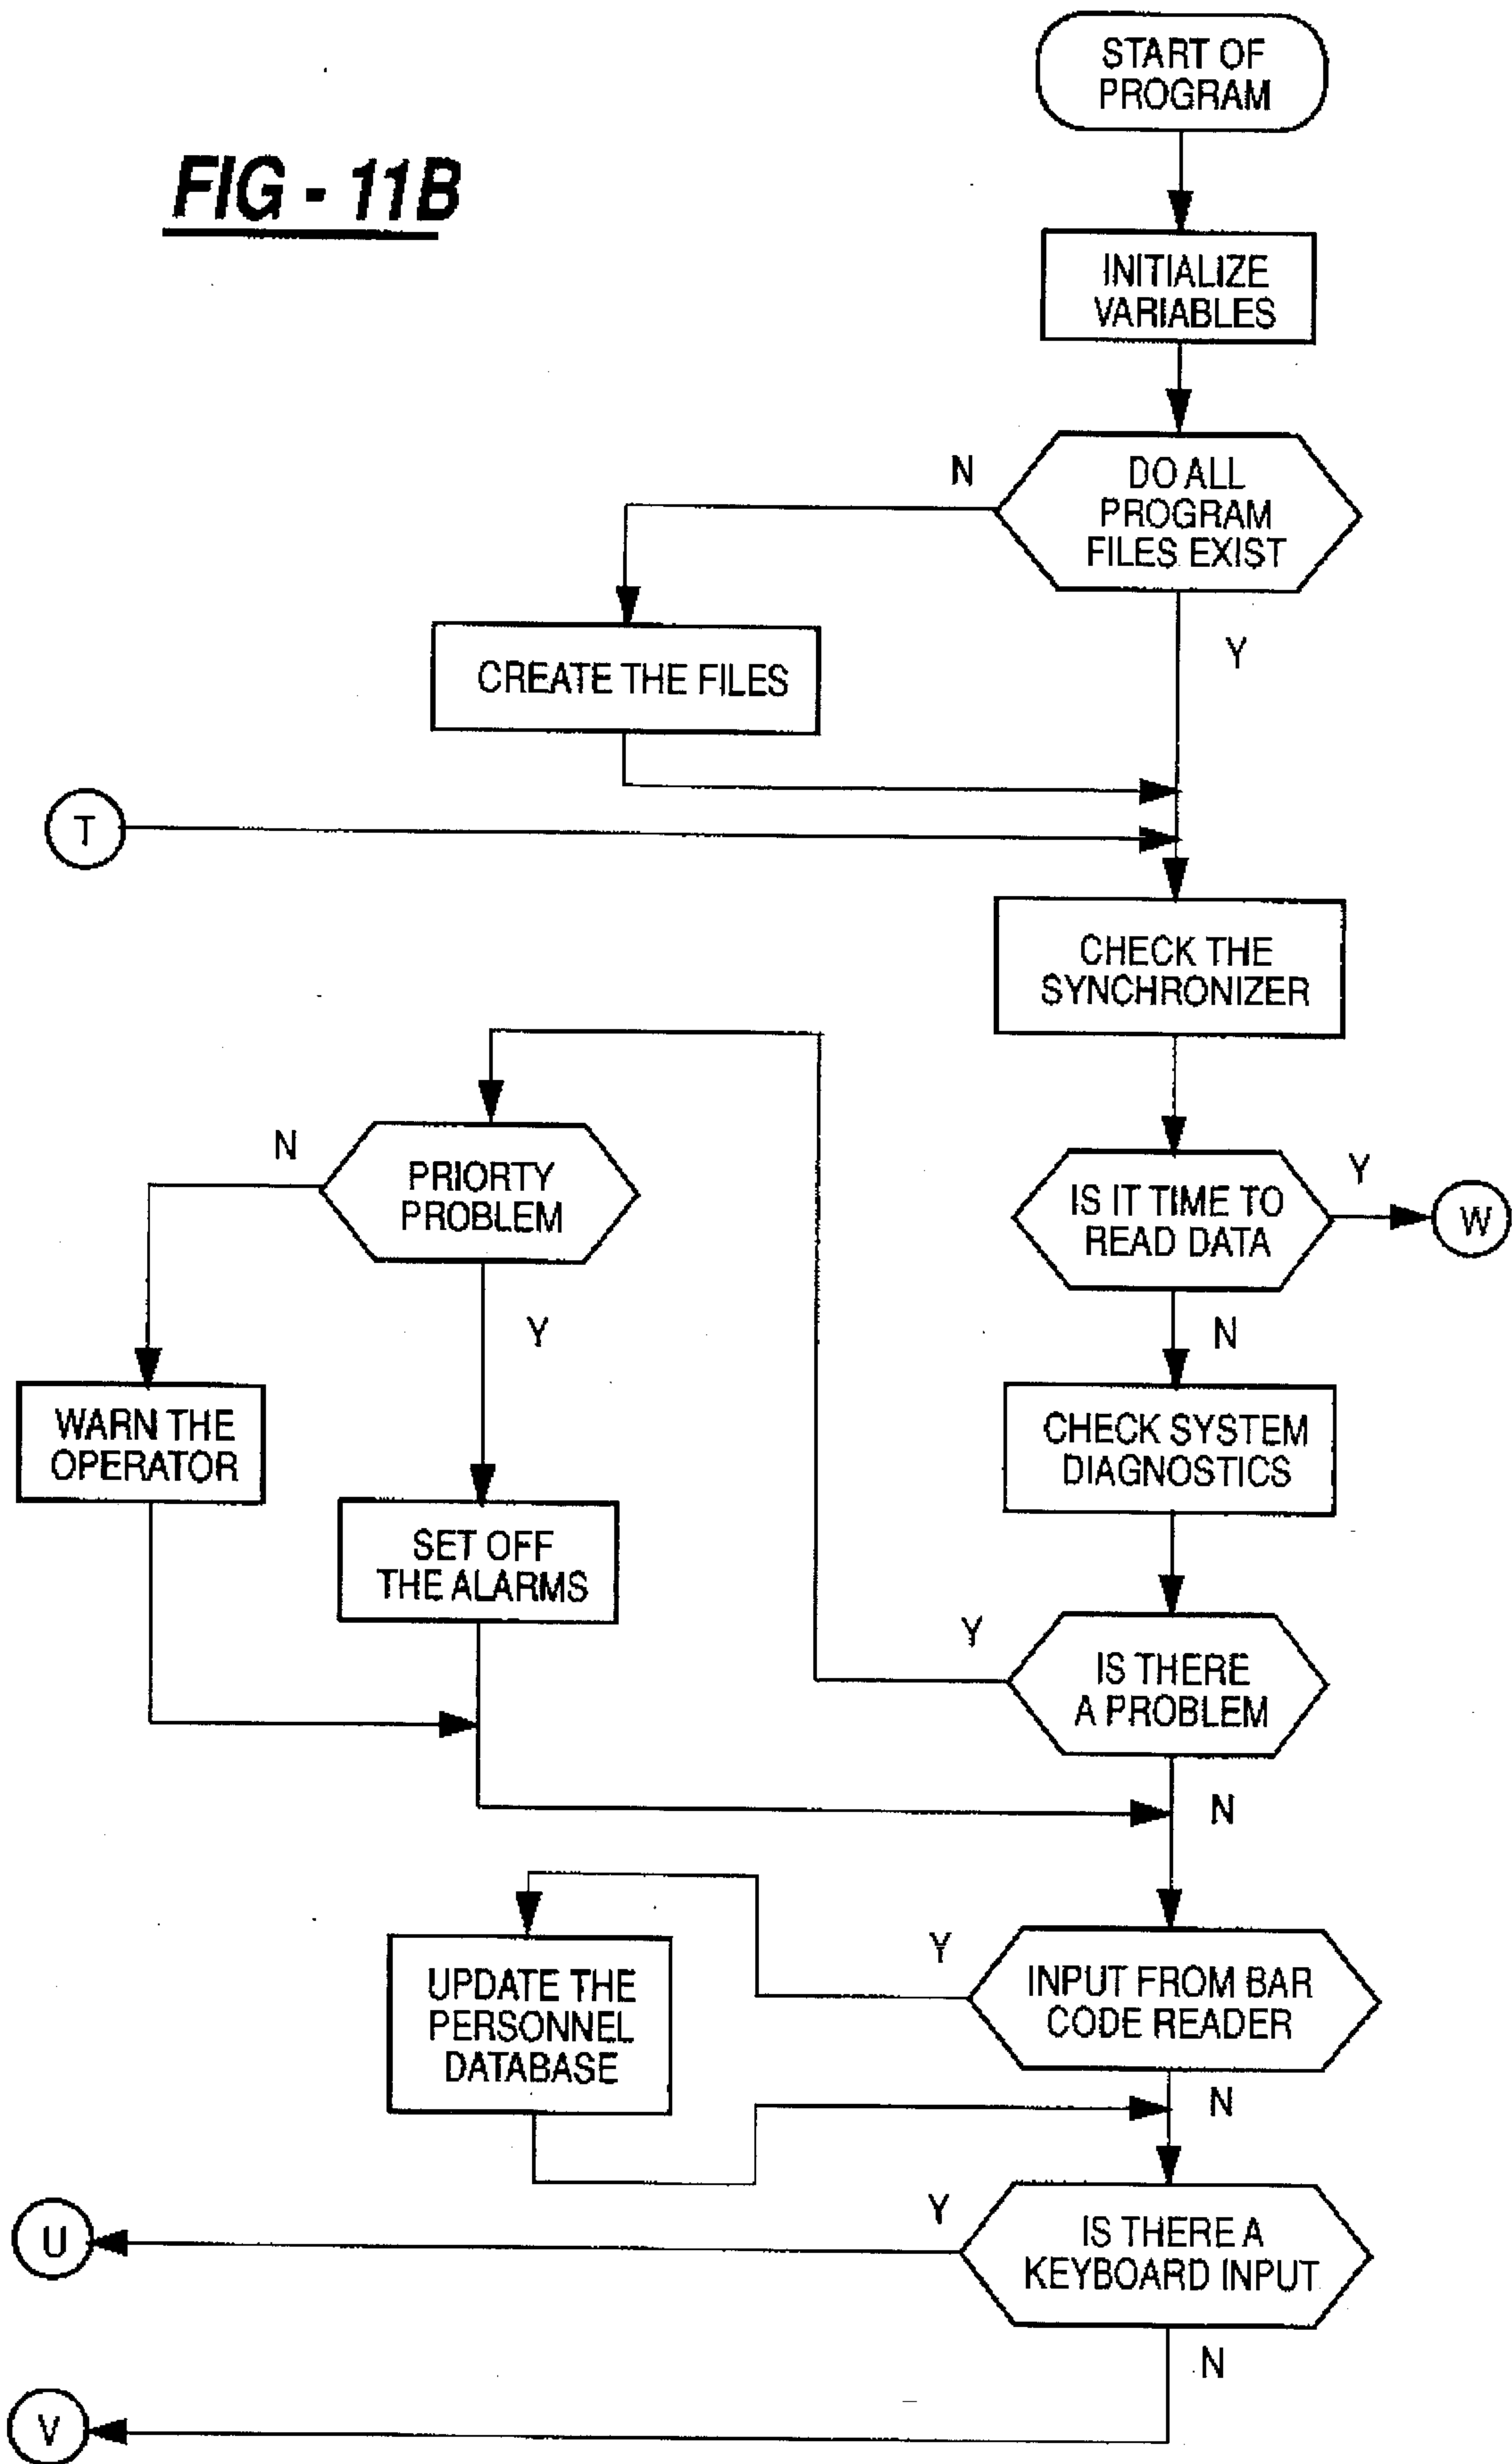 START OF
PROGRAM
FIG - 11B
INITIALIZE
VARIABLES
N
DO ALL
PROGRAM
FILES EXIST
Y
CREATE THE FILES
T
CHECK THE
SYNCHRONIZER
N
PRIORTY
PROBLEM
Y
IS IT TIME TO
READ DATA
W
Y
N
WARN THE
OPERATOR
CHECK SYSTEM
DIAGNOSTICS
SET OFF
THE ALARMS
Y
IS THERE
A PROBLEM
N
Y
INPUT FROM BAR
CODE READER
UPDATE THE
PERSONNEL
DATABASE
N
Y
IS THERE A
KEYBOARD INPUT
U
N
V